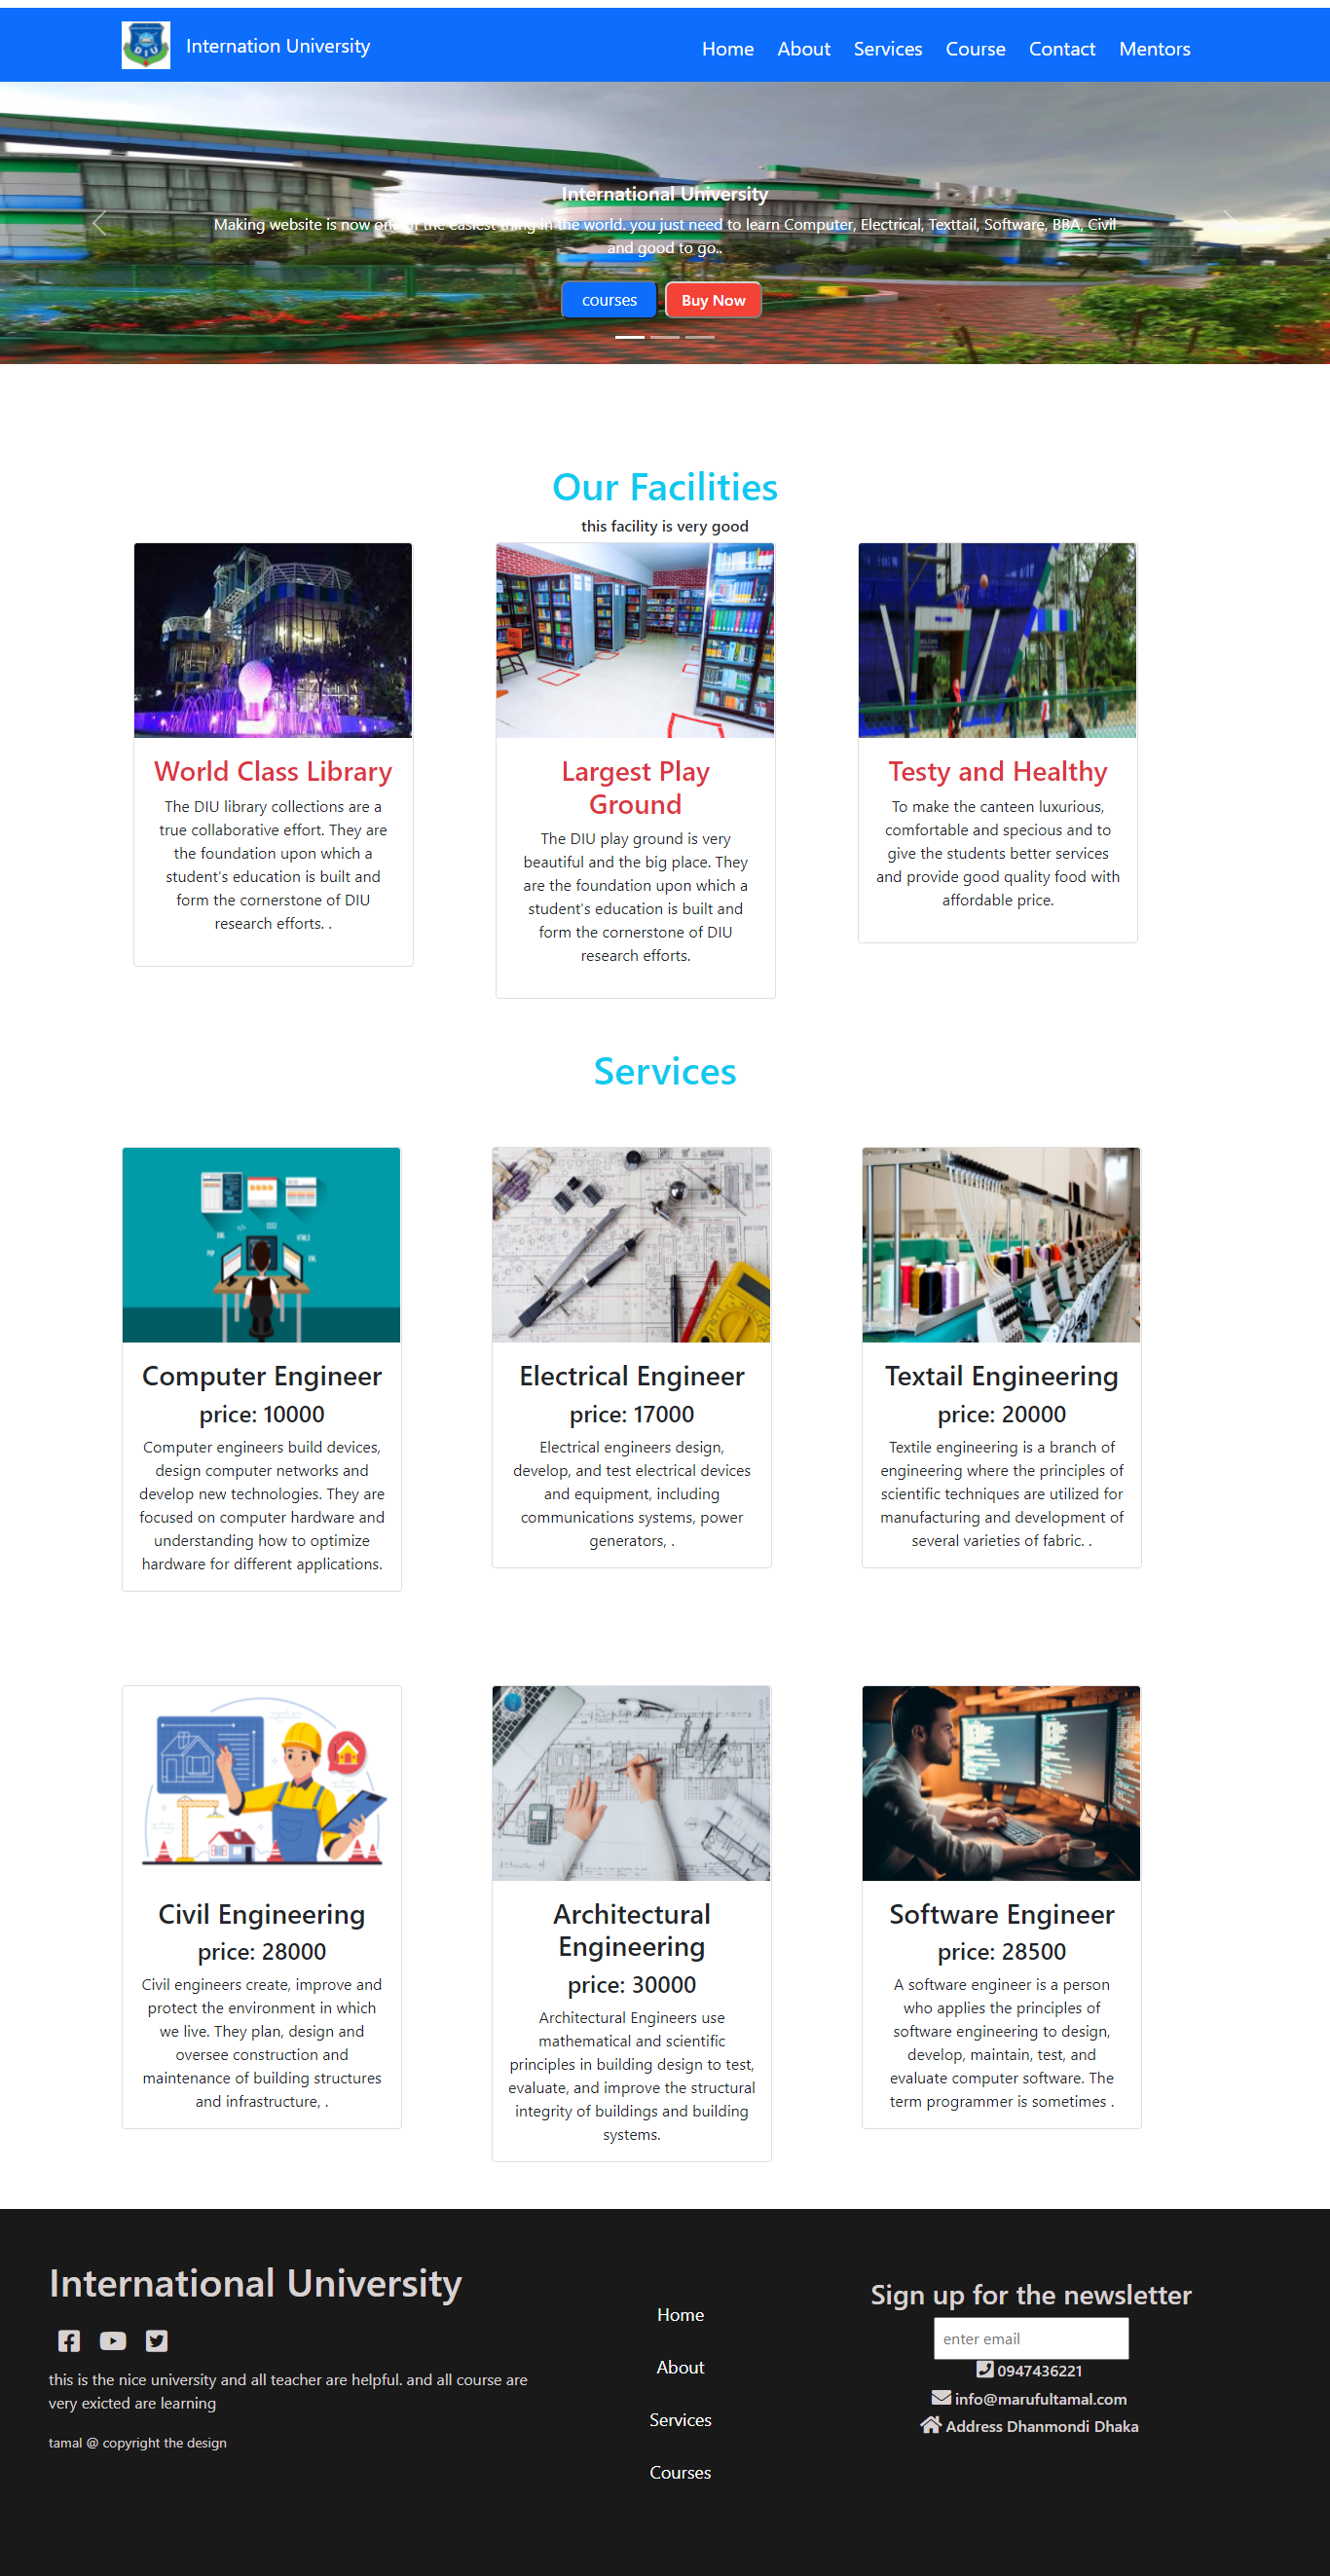 DIU
Internation University
Home About Services Course Contact Mentors
International University
Making website is now one of the easiest thing in the world. you just need to learn Computer, Electrical, Texttail, Software, BBA, Civil
and good to go..
courses Buy Now
Our Facilities
this facility is very good
World Class Library
The DIU library collections are a
true collaborative effort. They are
the foundation upon which a
student's education is built and
form the cornerstone of DIU
research efforts. .
Largest Play
Ground
The DIU play ground is very
beautiful and the big place. They
are the foundation upon which a
student's education is built and
form the cornerstone of DIU
research efforts.
Testy and Healthy
To make the canteen luxurious,
comfortable and specious and to
give the students better services
and provide good quality food with
affordable price.
Services
Computer Engineer
price: 10000
Computer engineers build devices,
design computer networks and
develop new technologies. They are
focused on computer hardware and
understanding how to optimize
hardware for different applications.
Electrical Engineer
price: 17000
Electrical engineers design,
develop, and test electrical devices
and equipment, including
communications systems, power
generators, .
Textail Engineering
price: 20000
Textile engineering is a branch of
engineering where the principles of
scientific techniques are utilized for
manufacturing and development of
several varieties of fabric. .
Civil Engineering
price: 28000
Civil engineers create, improve and
protect the environment in which
we live. They plan, design and
oversee construction and
maintenance of building structures
and infrastructure, .
Architectural
Engineering
price: 30000
Architectural Engineers use
mathematical and scientific
principles in building design to test,
evaluate, and improve the structural
integrity of buildings and building
systems.
Software Engineer
price: 28500
A software engineer is a person
who applies the principles of
software engineering to design,
develop, maintain, test, and
evaluate computer software. The
term programmer is sometimes .
International University
this is the nice university and all teacher are helpful. and all course are
very exicted are learning
tamal @ copyright the design
Home
About
Services
Courses
Sign up for the newsletter
enter email
0947436221
info@marufultamal.com
Address Dhanmondi Dhaka